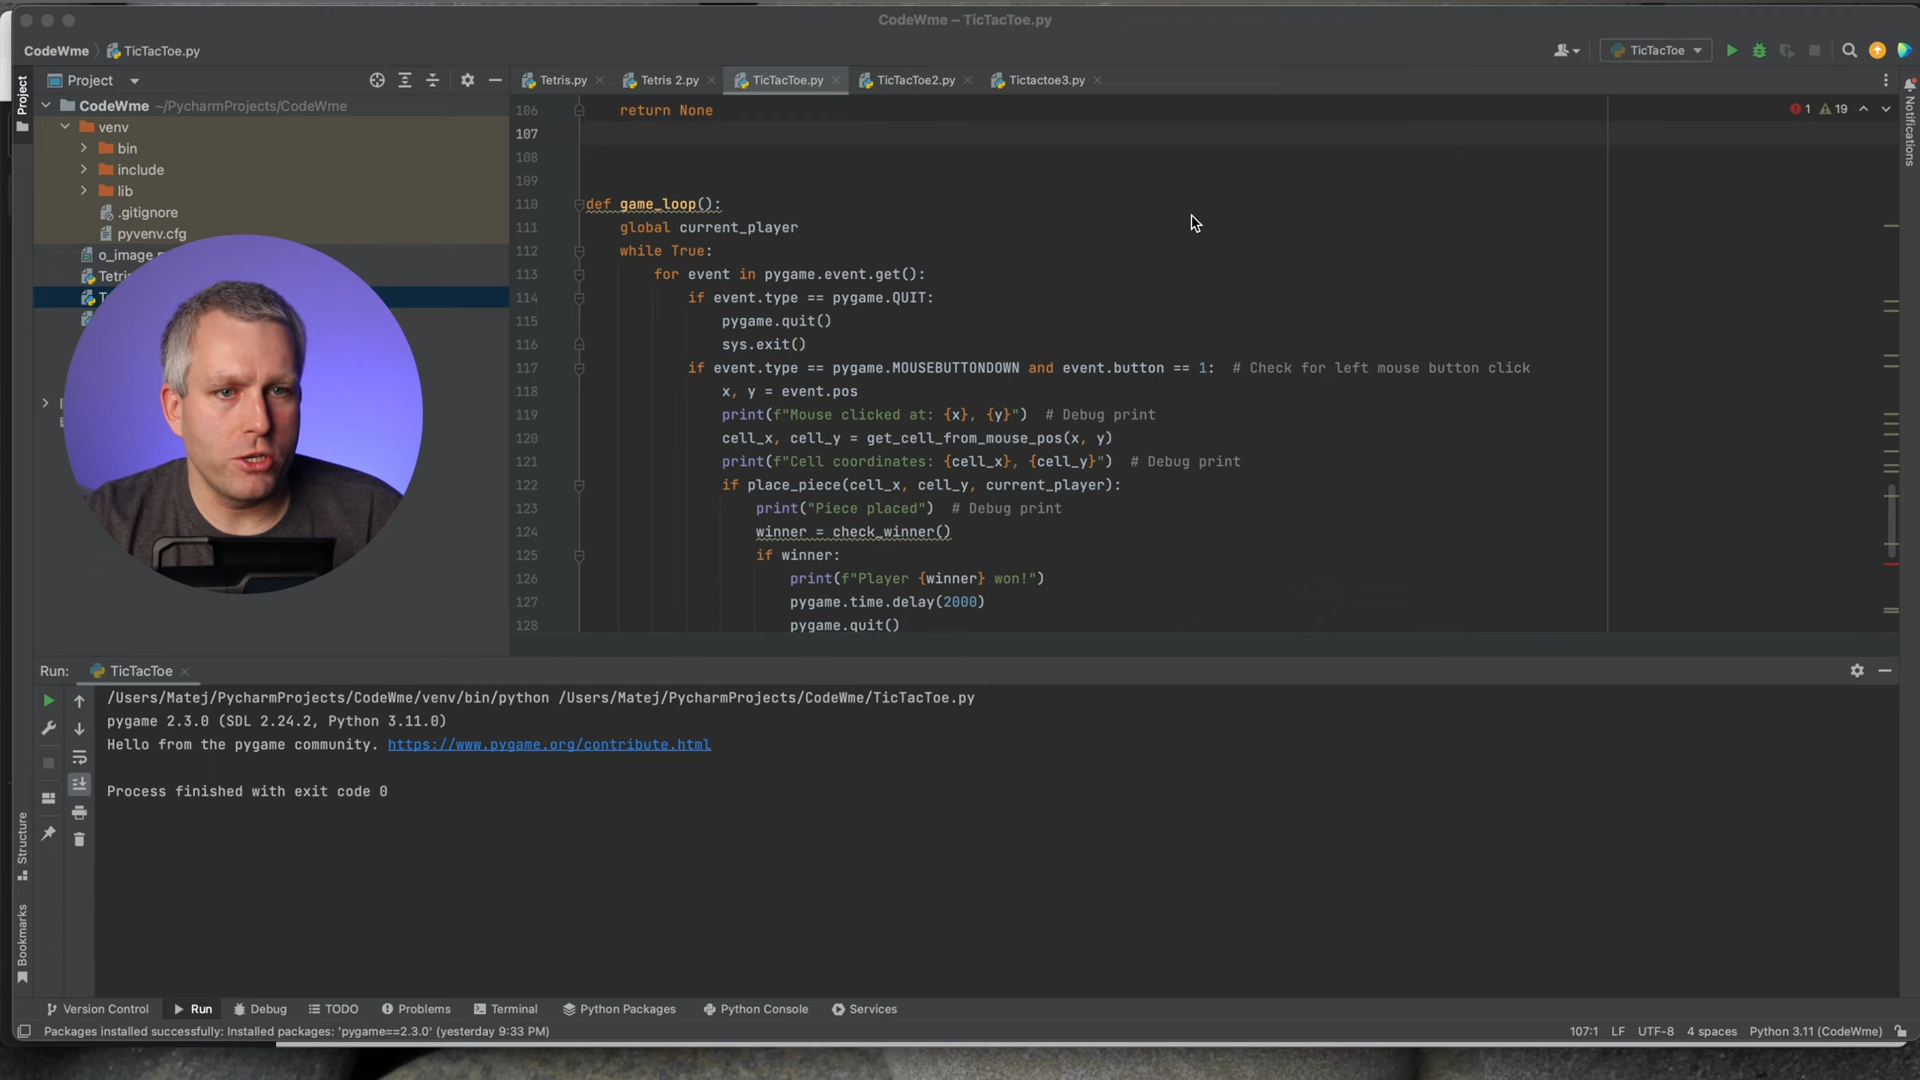 CodeWme – TicTacToe.py
CodeWme
TicTacToe.py
TicTacToe
Project
Project
Tetris.py
Tetris 2.py
TicTacToe.py
TicTacToe2.py
Tictactoe3.py
Notifications
CodeWme ~/PycharmProjects/CodeWme
venv
bin
include
lib
.gitignore
pyvenv.cfg
o_image.
Tetris
1 19
106 return None
107
108
109
110 def game_loop():
111 global current_player
112 while True:
113 for event in pygame.event.get():
114 if event.type == pygame.QUIT:
115 pygame.quit()
116 sys.exit()
117 if event.type == pygame.MOUSEBUTTONDOWN and event.button == 1: # Check for left mouse button click
118 x, y = event.pos
119 print(f"Mouse clicked at: {x}, {y}") # Debug print
120 cell_x, cell_y = get_cell_from_mouse_pos(x, y)
121 print(f"Cell coordinates: {cell_x}, {cell_y}") # Debug print
122 if place_piece(cell_x, cell_y, current_player):
123 print("Piece placed") # Debug print
124 winner = check_winner()
125 if winner:
126 print(f"Player {winner} won!")
127 pygame.time.delay(2000)
128 pygame.quit()
Run: TicTacToe
/Users/Matej/PycharmProjects/CodeWme/venv/bin/python /Users/Matej/PycharmProjects/CodeWme/TicTacToe.py
pygame 2.3.0 (SDL 2.24.2, Python 3.11.0)
Hello from the pygame community. https://www.pygame.org/contribute.html
Process finished with exit code 0
Structure
Bookmarks
Version Control Run Debug TODO Problems Terminal Python Packages Python Console Services
Packages installed successfully: Installed packages: 'pygame==2.3.0' (yesterday 9:33 PM)
107:1 LF UTF-8 4 spaces Python 3.11 (CodeWme)